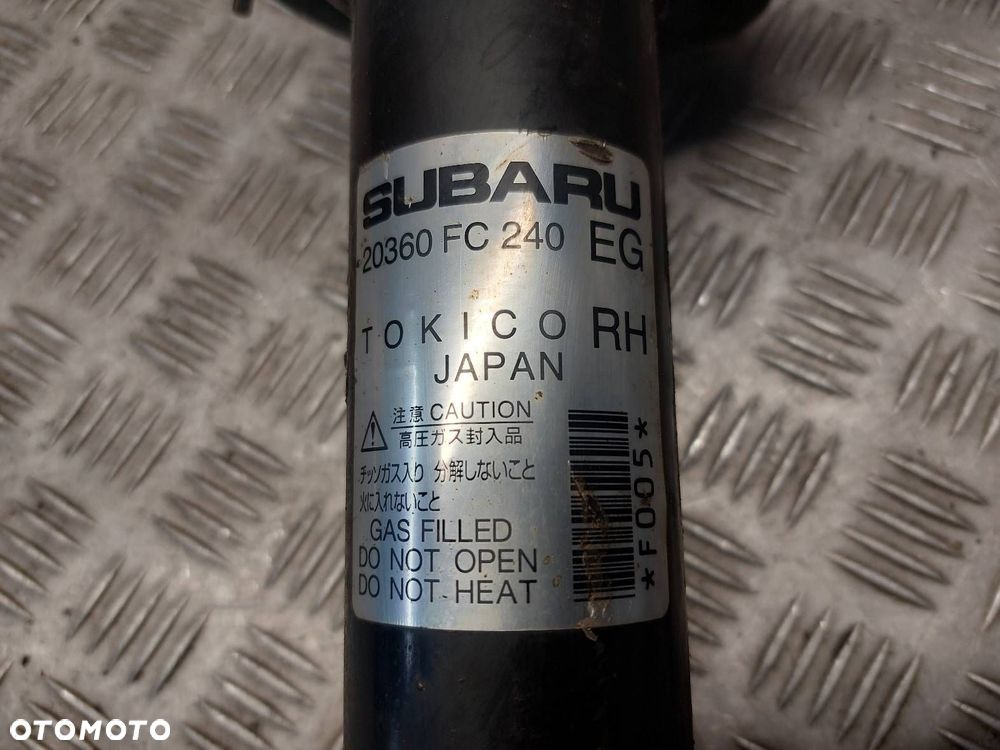 SUBARU
20360 FC 240 EG
TOKICO RH
JAPAN
注意 CAUTION
高圧ガス封入品
チッソガス入り 分解しないこと
火に入れないこと
GAS FILLED
DO NOT OPEN
DO NOT HEAT
*F005*
OTOMOTO